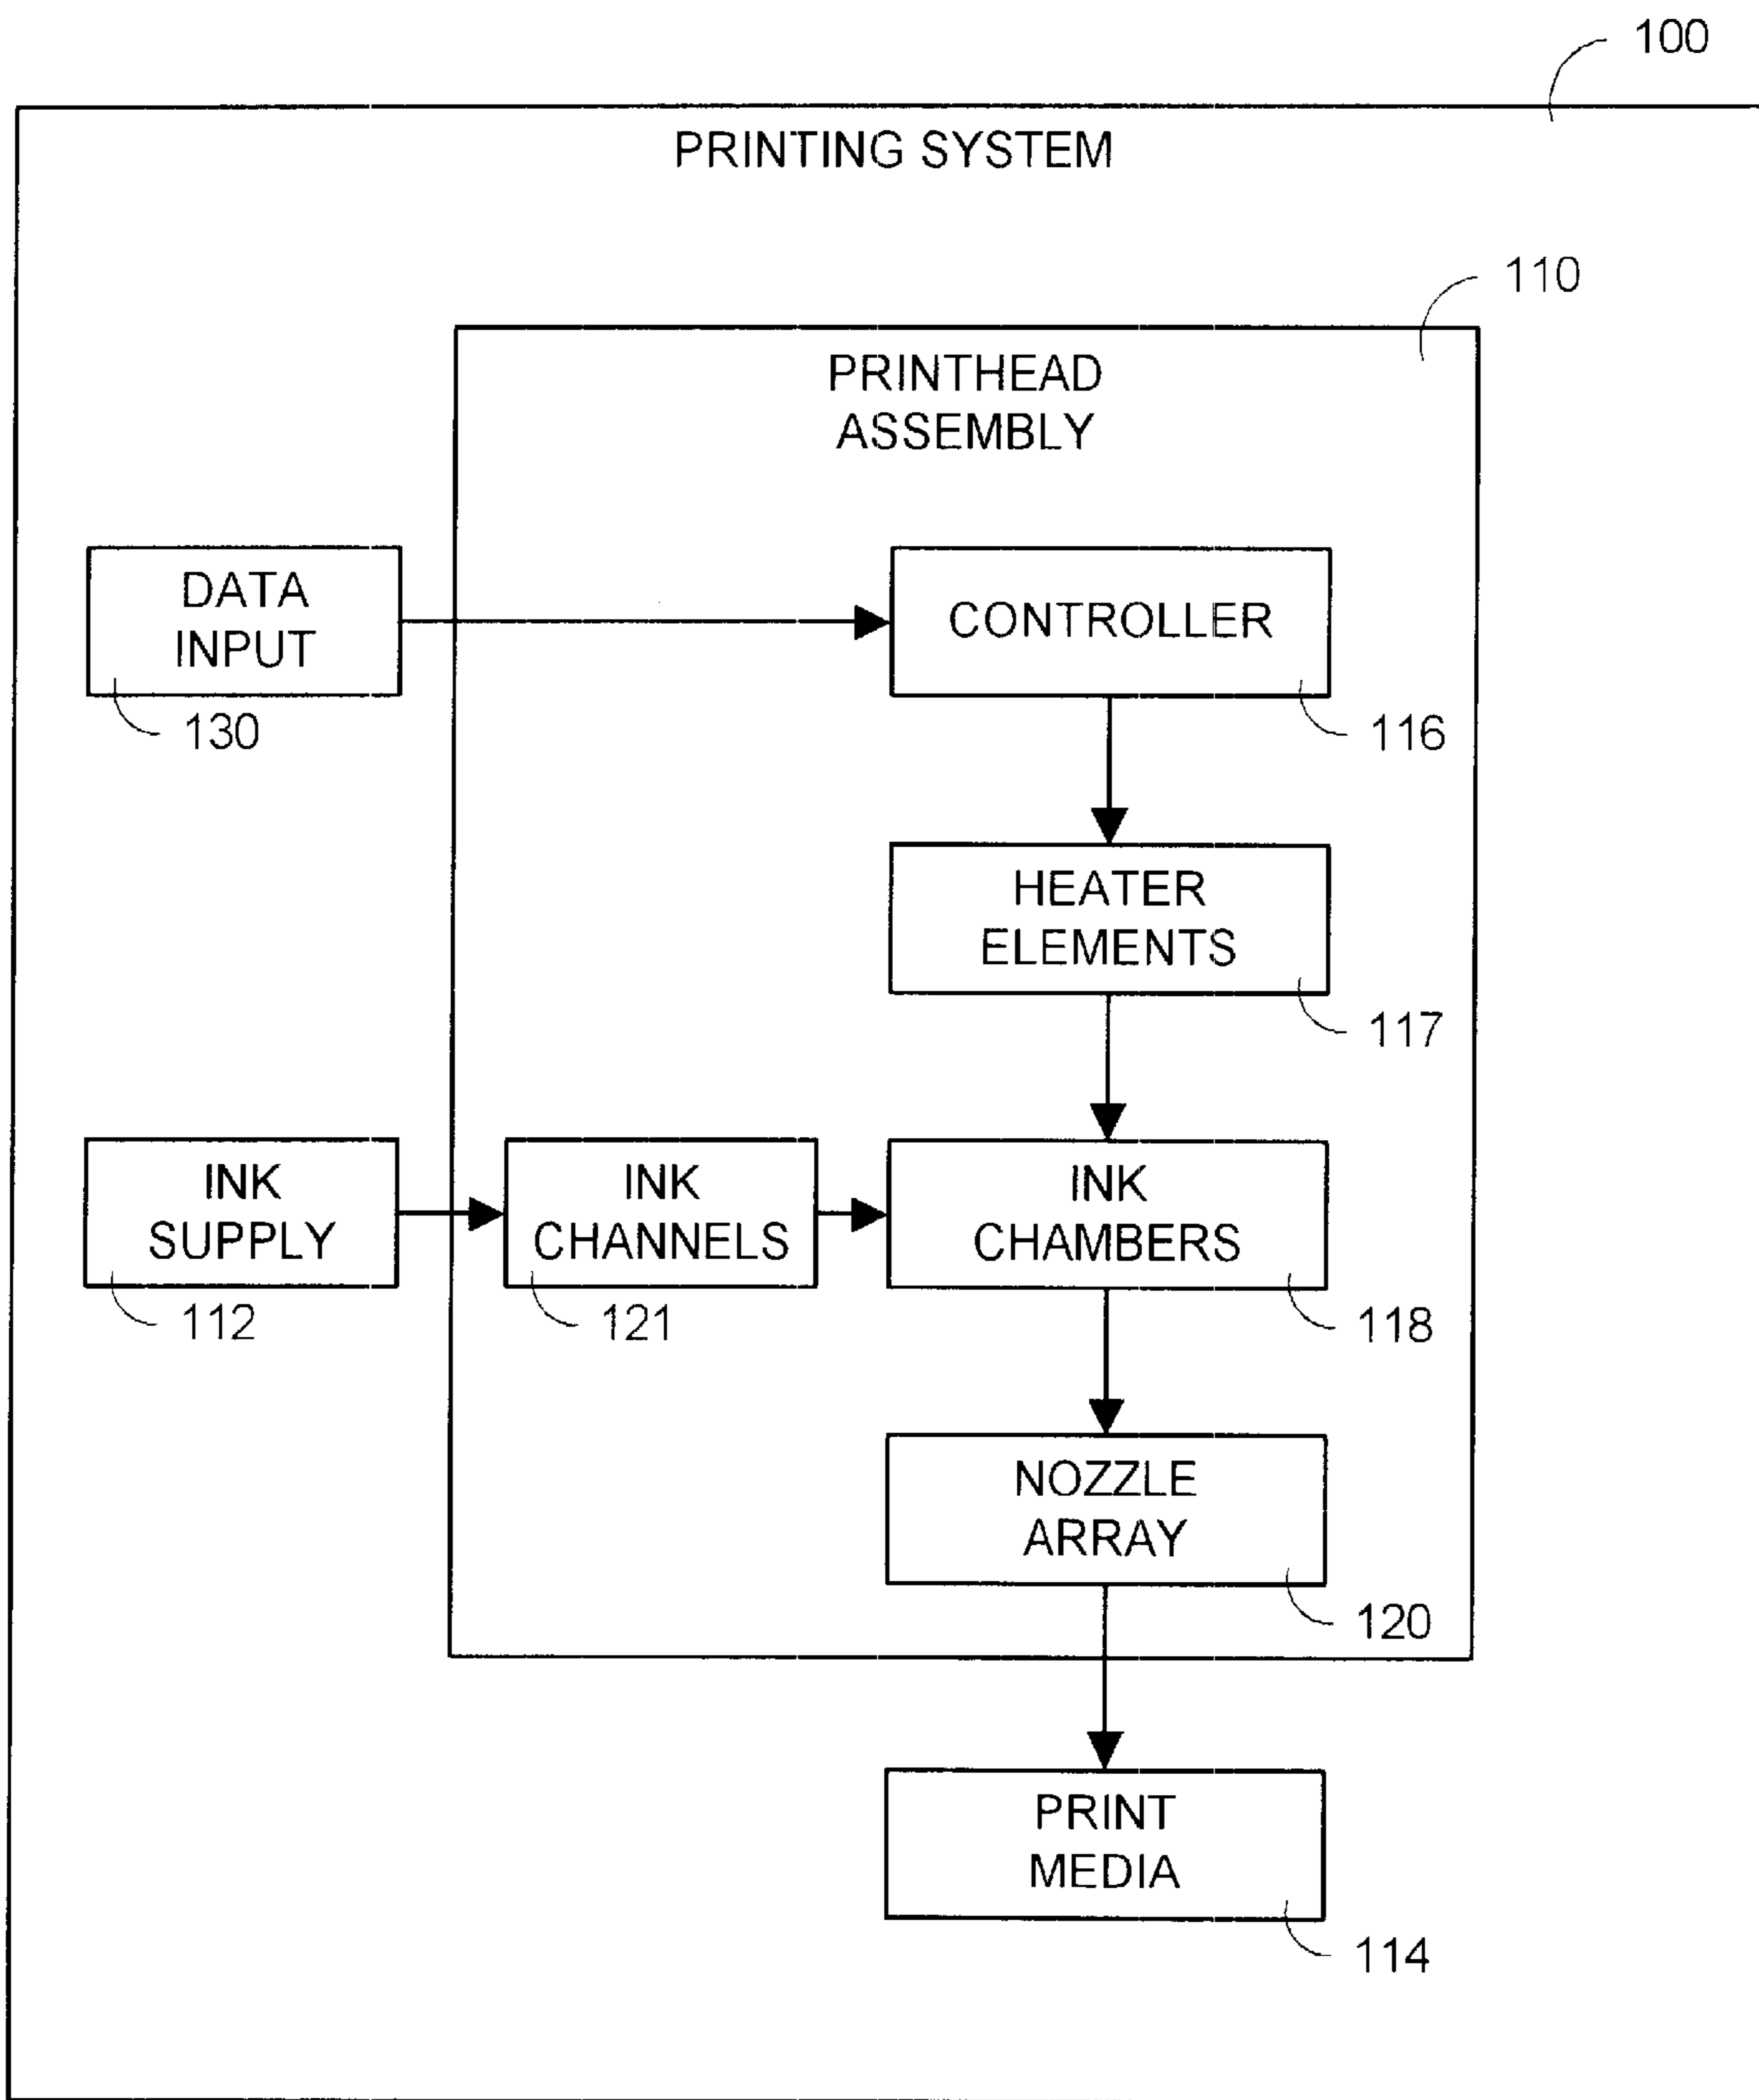 100
PRINTING SYSTEM
110
PRINTHEAD
ASSEMBLY
DATA
INPUT
130
CONTROLLER
116
HEATER
ELEMENTS
117
INK
SUPPLY
112
INK
CHANNELS
121
INK
CHAMBERS
118
NOZZLE
ARRAY
120
PRINT
MEDIA
114